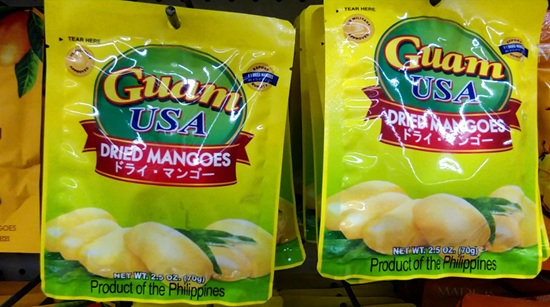 TEAR HERE
Guam
USA
DRIED MANGOES
ドライ・マンゴー
NET WT. 2.5 OZ. (70g)
Product of the Philippines
TEAR HERE
Guam
USA
DRIED MANGOES
ドライ・マンゴー
NET WT. 2.5 OZ. (70g)
Product of the Philippines